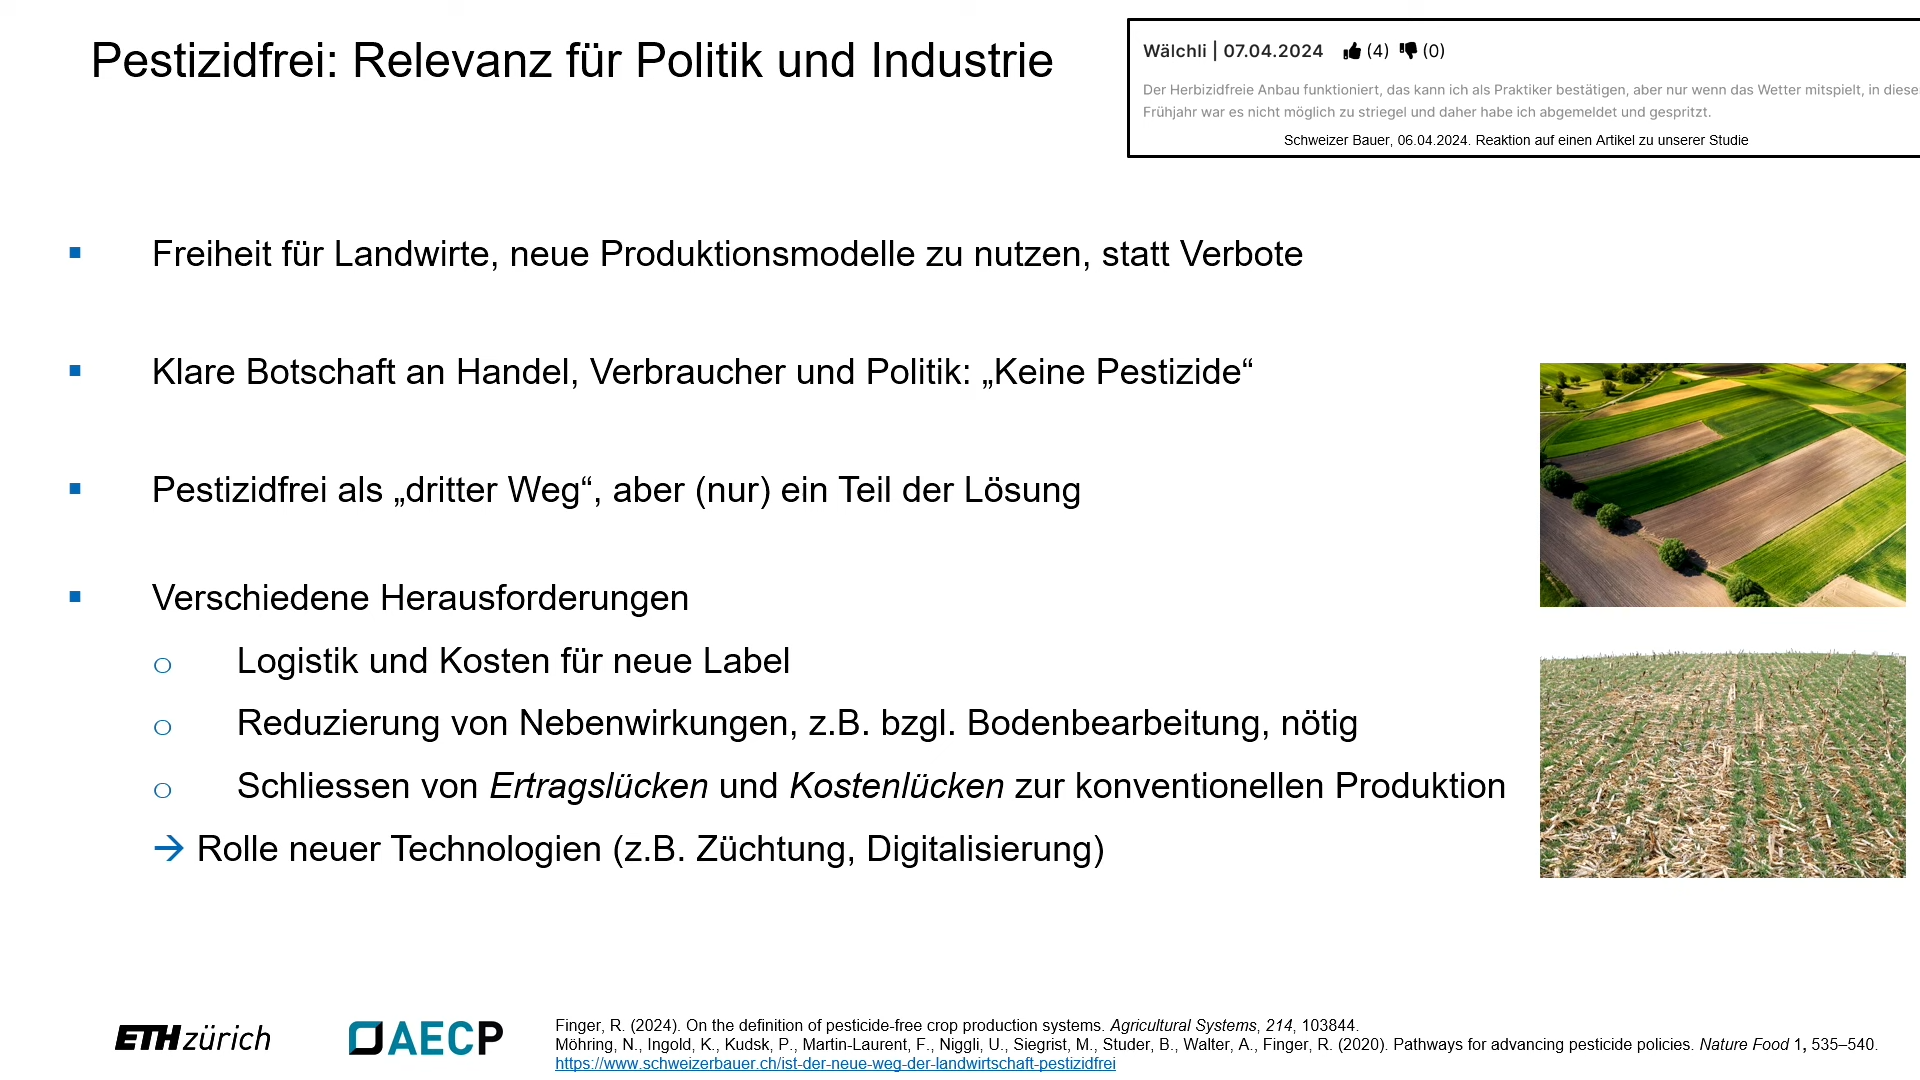 Pestizidfrei: Relevanz für Politik und Industrie
Wälchli | 07.04.2024 (4) (0)
Der Herbizidfreie Anbau funktioniert, das kann ich als Praktiker bestätigen, aber nur wenn das Wetter mitspielt, in diese
Frühjahr war es nicht möglich zu striegel und daher habe ich abgemeldet und gespritzt.
Schweizer Bauer, 06.04.2024. Reaktion auf einen Artikel zu unserer Studie
Freiheit für Landwirte, neue Produktionsmodelle zu nutzen, statt Verbote
Klare Botschaft an Handel, Verbraucher und Politik: „Keine Pestizide“
Pestizidfrei als „dritter Weg“, aber (nur) ein Teil der Lösung
Verschiedene Herausforderungen
Logistik und Kosten für neue Label
Reduzierung von Nebenwirkungen, z.B. bzgl. Bodenbearbeitung, nötig
Schliessen von Ertragslücken und Kostenlücken zur konventionellen Produktion
→ Rolle neuer Technologien (z.B. Züchtung, Digitalisierung)
ETH zürich
AECP
Finger, R. (2024). On the definition of pesticide-free crop production systems. Agricultural Systems, 214, 103844.
Möhring, N., Ingold, K., Kudsk, P., Martin-Laurent, F., Niggli, U., Siegrist, M., Studer, B., Walter, A., Finger, R. (2020). Pathways for advancing pesticide policies. Nature Food 1, 535–540.
https://www.schweizerbauer.ch/ist-der-neue-weg-der-landwirtschaft-pestizidfrei